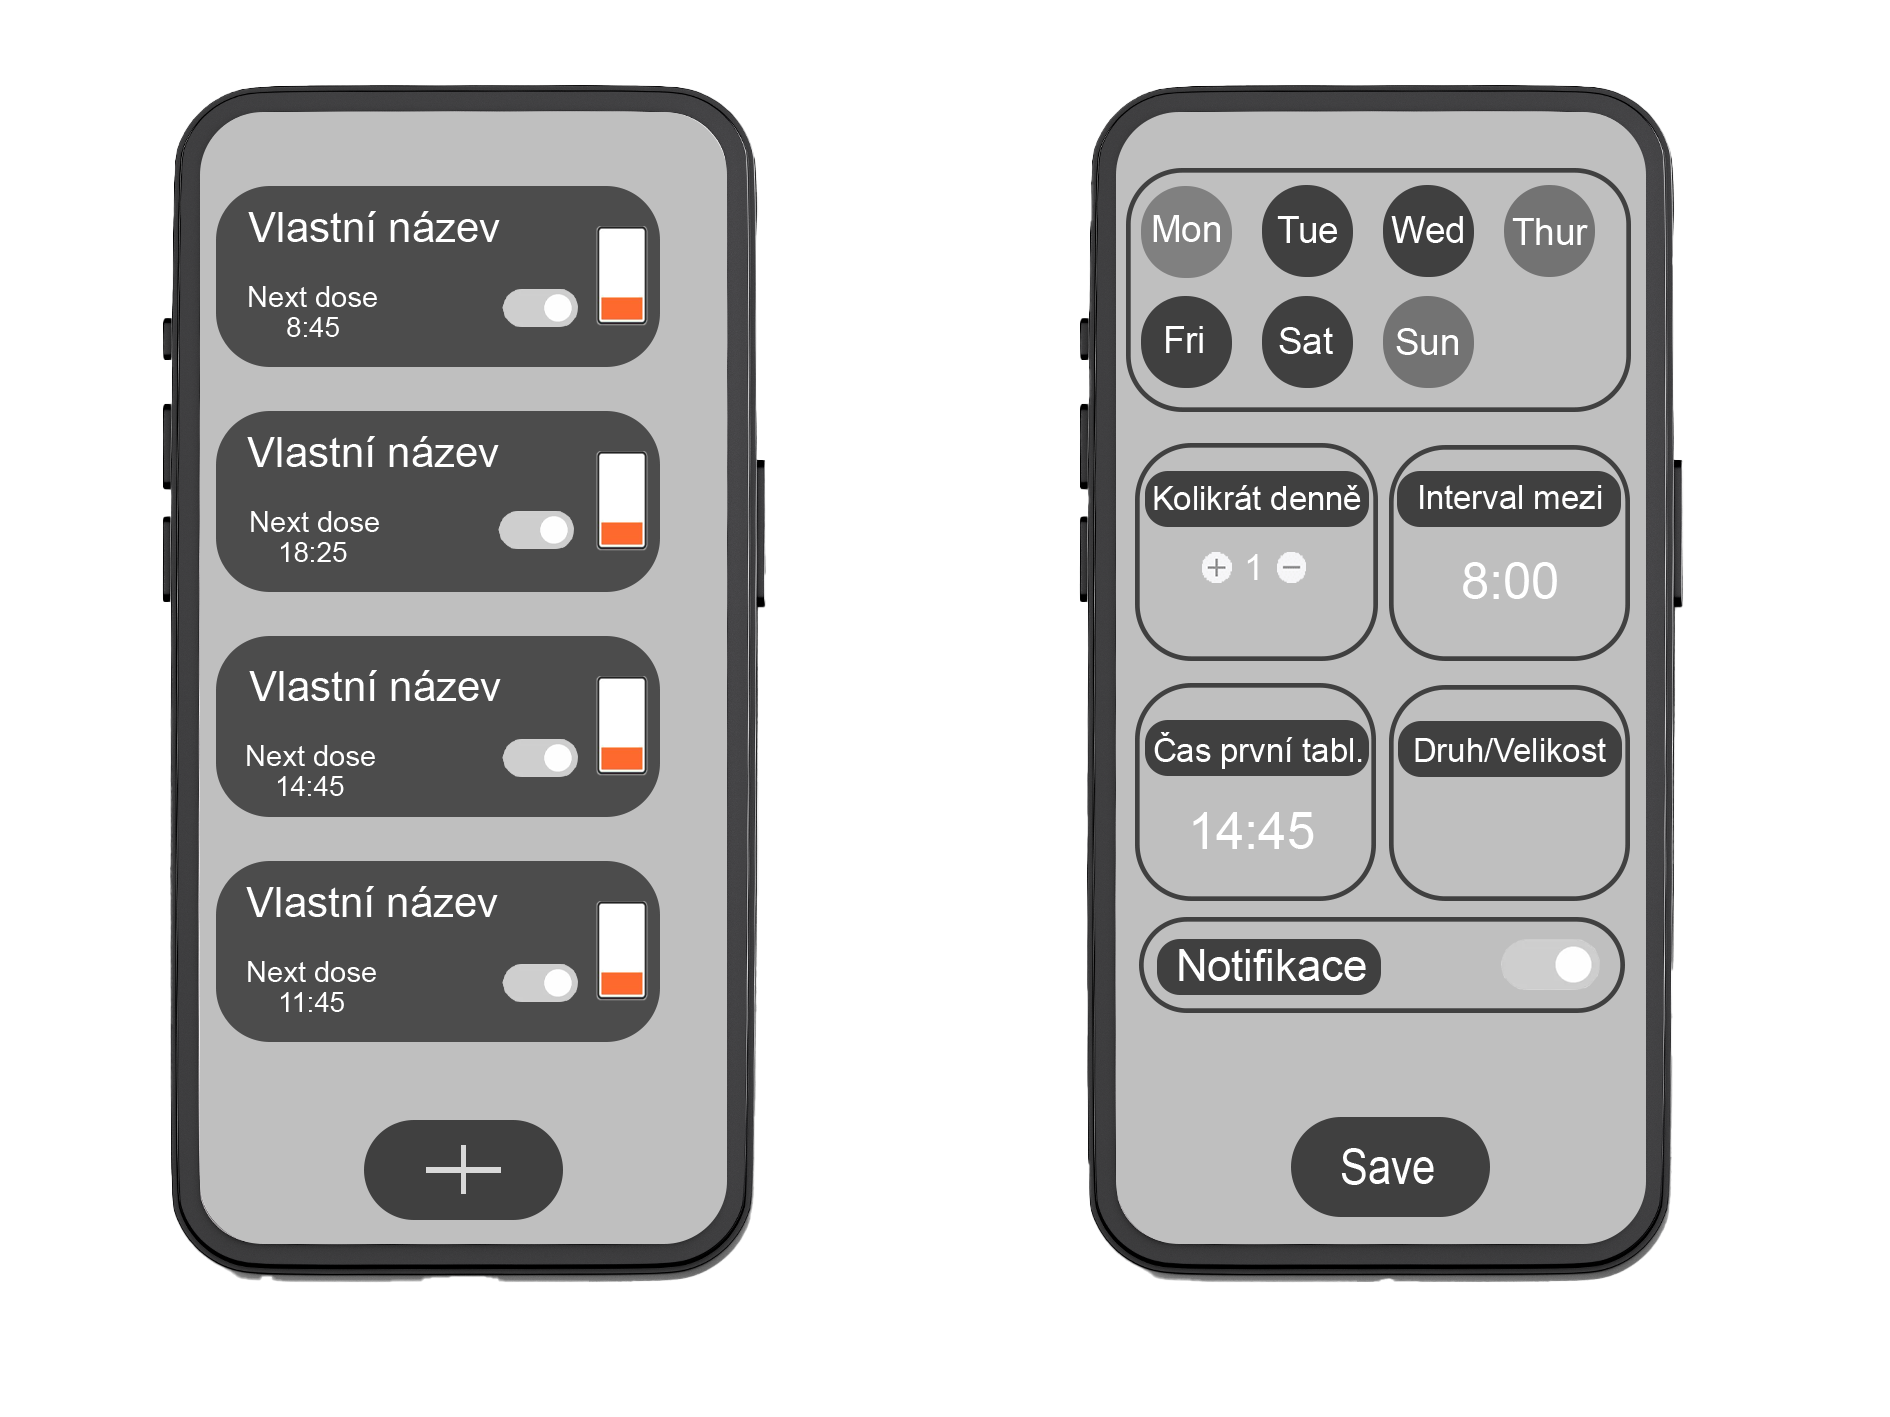 Vlastní název
Next dose
8:45
Vlastní název
Next dose
18:25
Vlastní název
Next dose
14:45
Vlastní název
Next dose
11:45
Mon Tue Wed Thur
Fri Sat Sun
Kolikrát denně
1
Interval mezi
8:00
Čas první tabl.
14:45
Druh/Velikost
Notifikace
Save